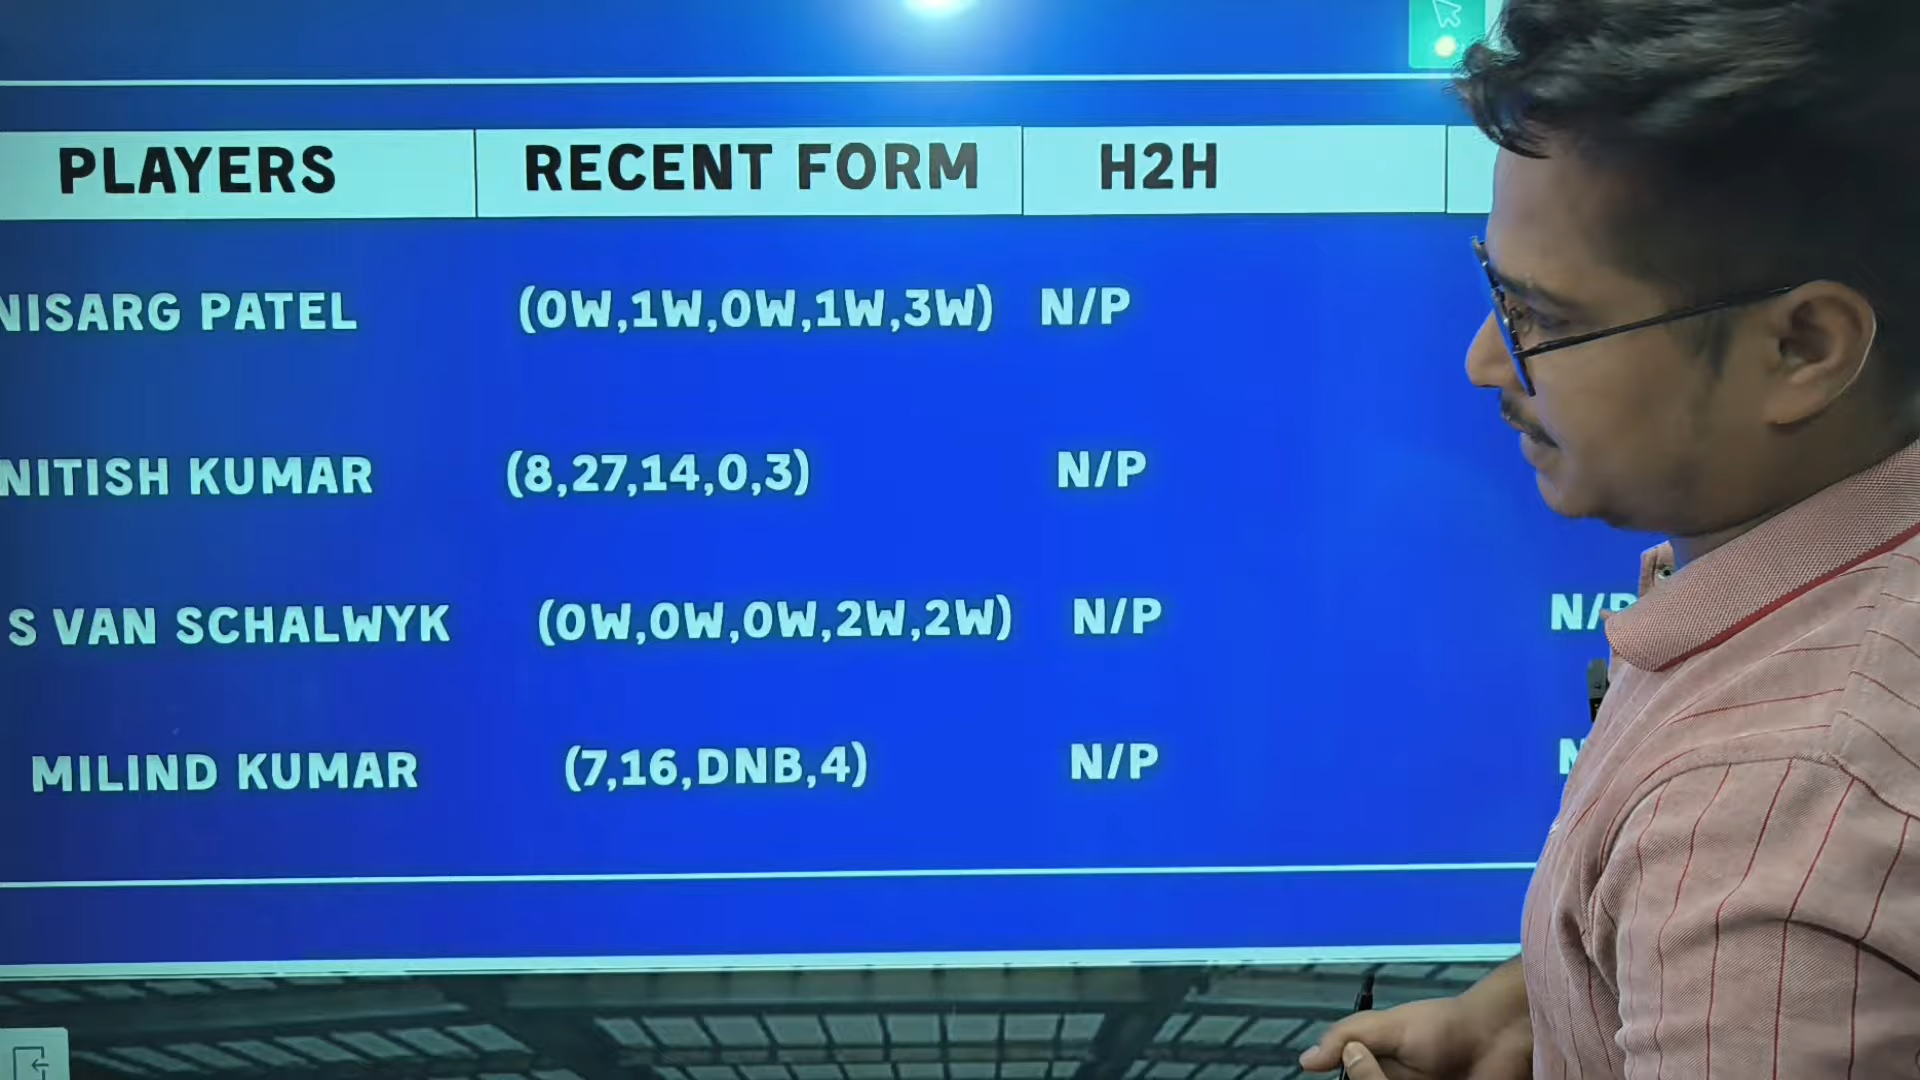 PLAYERS RECENT FORM H2H
NISARG PATEL (0W,1W,0W,1W,3W) N/P
NITISH KUMAR (8,27,14,0,3) N/P
S VAN SCHALWYK (0W,0W,0W,2W,2W) N/P N/P
MILIND KUMAR (7,16,DNB,4) N/P